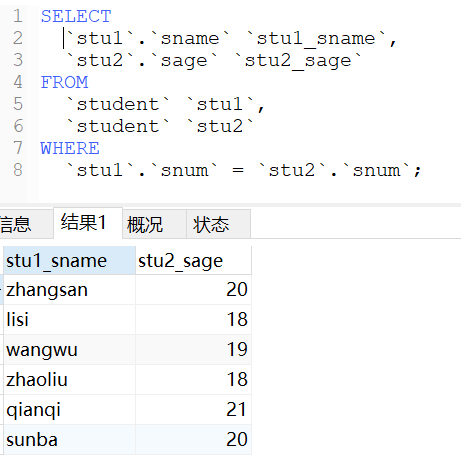 1 SELECT
2   `stu1`.`sname` `stu1_sname`,
3   `stu2`.`sage` `stu2_sage`
4 FROM
5   `student` `stu1`,
6   `student` `stu2`
7 WHERE
8   `stu1`.`snum` = `stu2`.`snum`;
信息 结果1 概况 状态
stu1_sname stu2_sage
zhangsan 20
lisi 18
wangwu 19
zhaoliu 18
qianqi 21
sunba 20